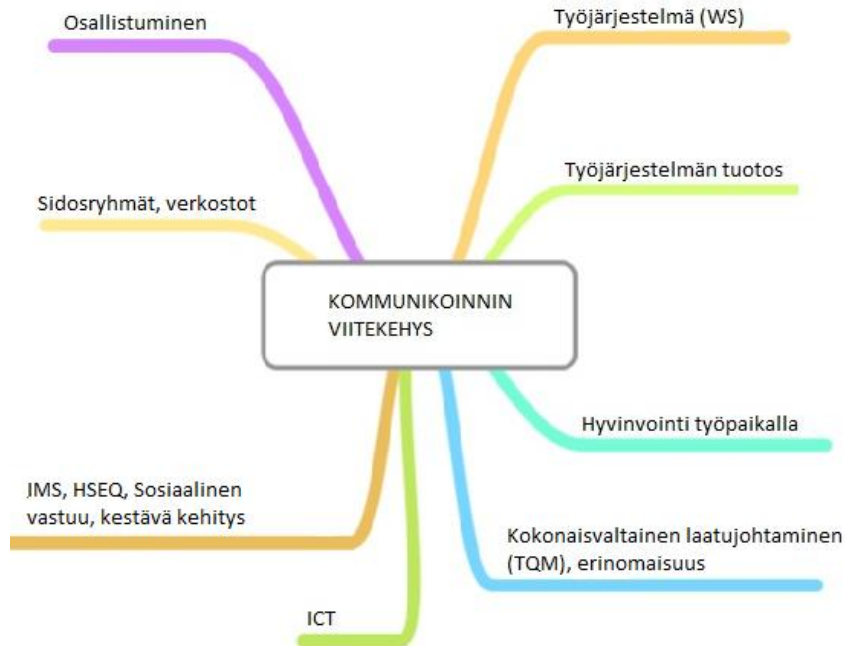 Osallistuminen
Työjärjestelmä (WS)
Työjärjestelmän tuotos
Sidosryhmät, verkostot
KOMMUNIKOINNIN
VIITEKEHYS
Hyvinvointi työpaikalla
IMS, HSEQ, Sosiaalinen
vastuu, kestävä kehitys
Kokonaisvaltainen laatujohtaminen
(TQM), erinomaisuus
ICT